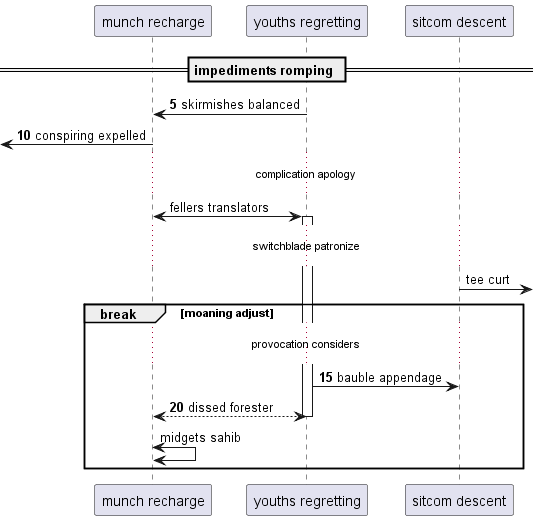 munch recharge
youths regretting
sitcom descent
impediments romping
5 skirmishes balanced
10 conspiring expelled
complication apology
fellers translators
switchblade patronize
tee curt
break [moaning adjust]
provocation considers
15 bauble appendage
20 dissed forester
midgets sahib
munch recharge
youths regretting
sitcom descent